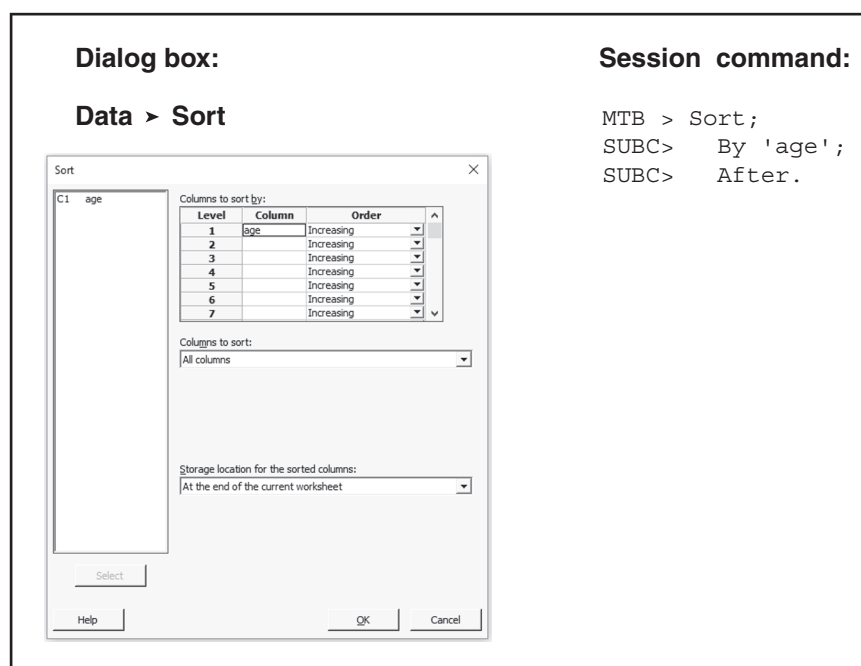 Dialog box:
Data ➤ Sort
Sort
C1 age
Columns to sort by:
Level Column Order
1 age Increasing
2 Increasing
3 Increasing
4 Increasing
5 Increasing
6 Increasing
7 Increasing
Columns to sort:
All columns
Storage location for the sorted columns:
At the end of the current worksheet
Select
Help OK Cancel
Session command:
MTB > Sort;
SUBC> By 'age';
SUBC> After.